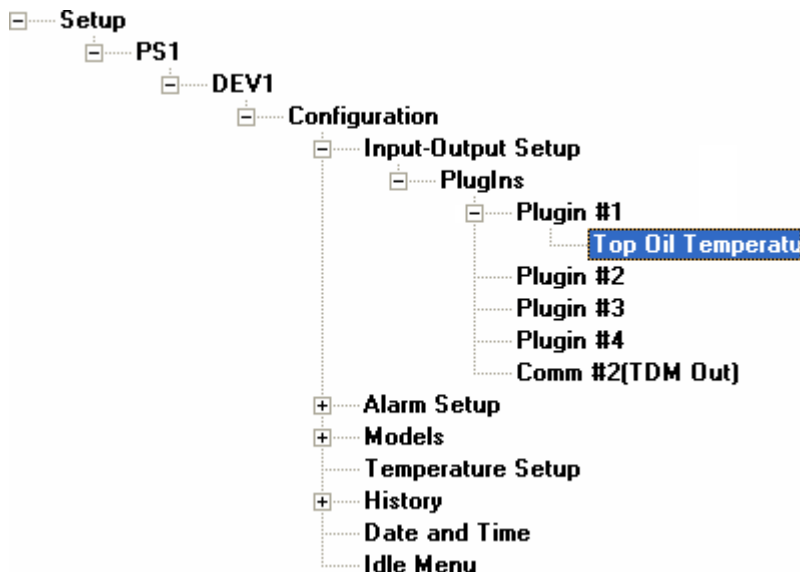 Setup
PS1
DEV1
Configuration
Input-Output Setup
PlugIns
Plugin #1
Top Oil Temperatu
Plugin #2
Plugin #3
Plugin #4
Comm #2(TDM Out)
Alarm Setup
Models
Temperature Setup
History
Date and Time
Idle Menu